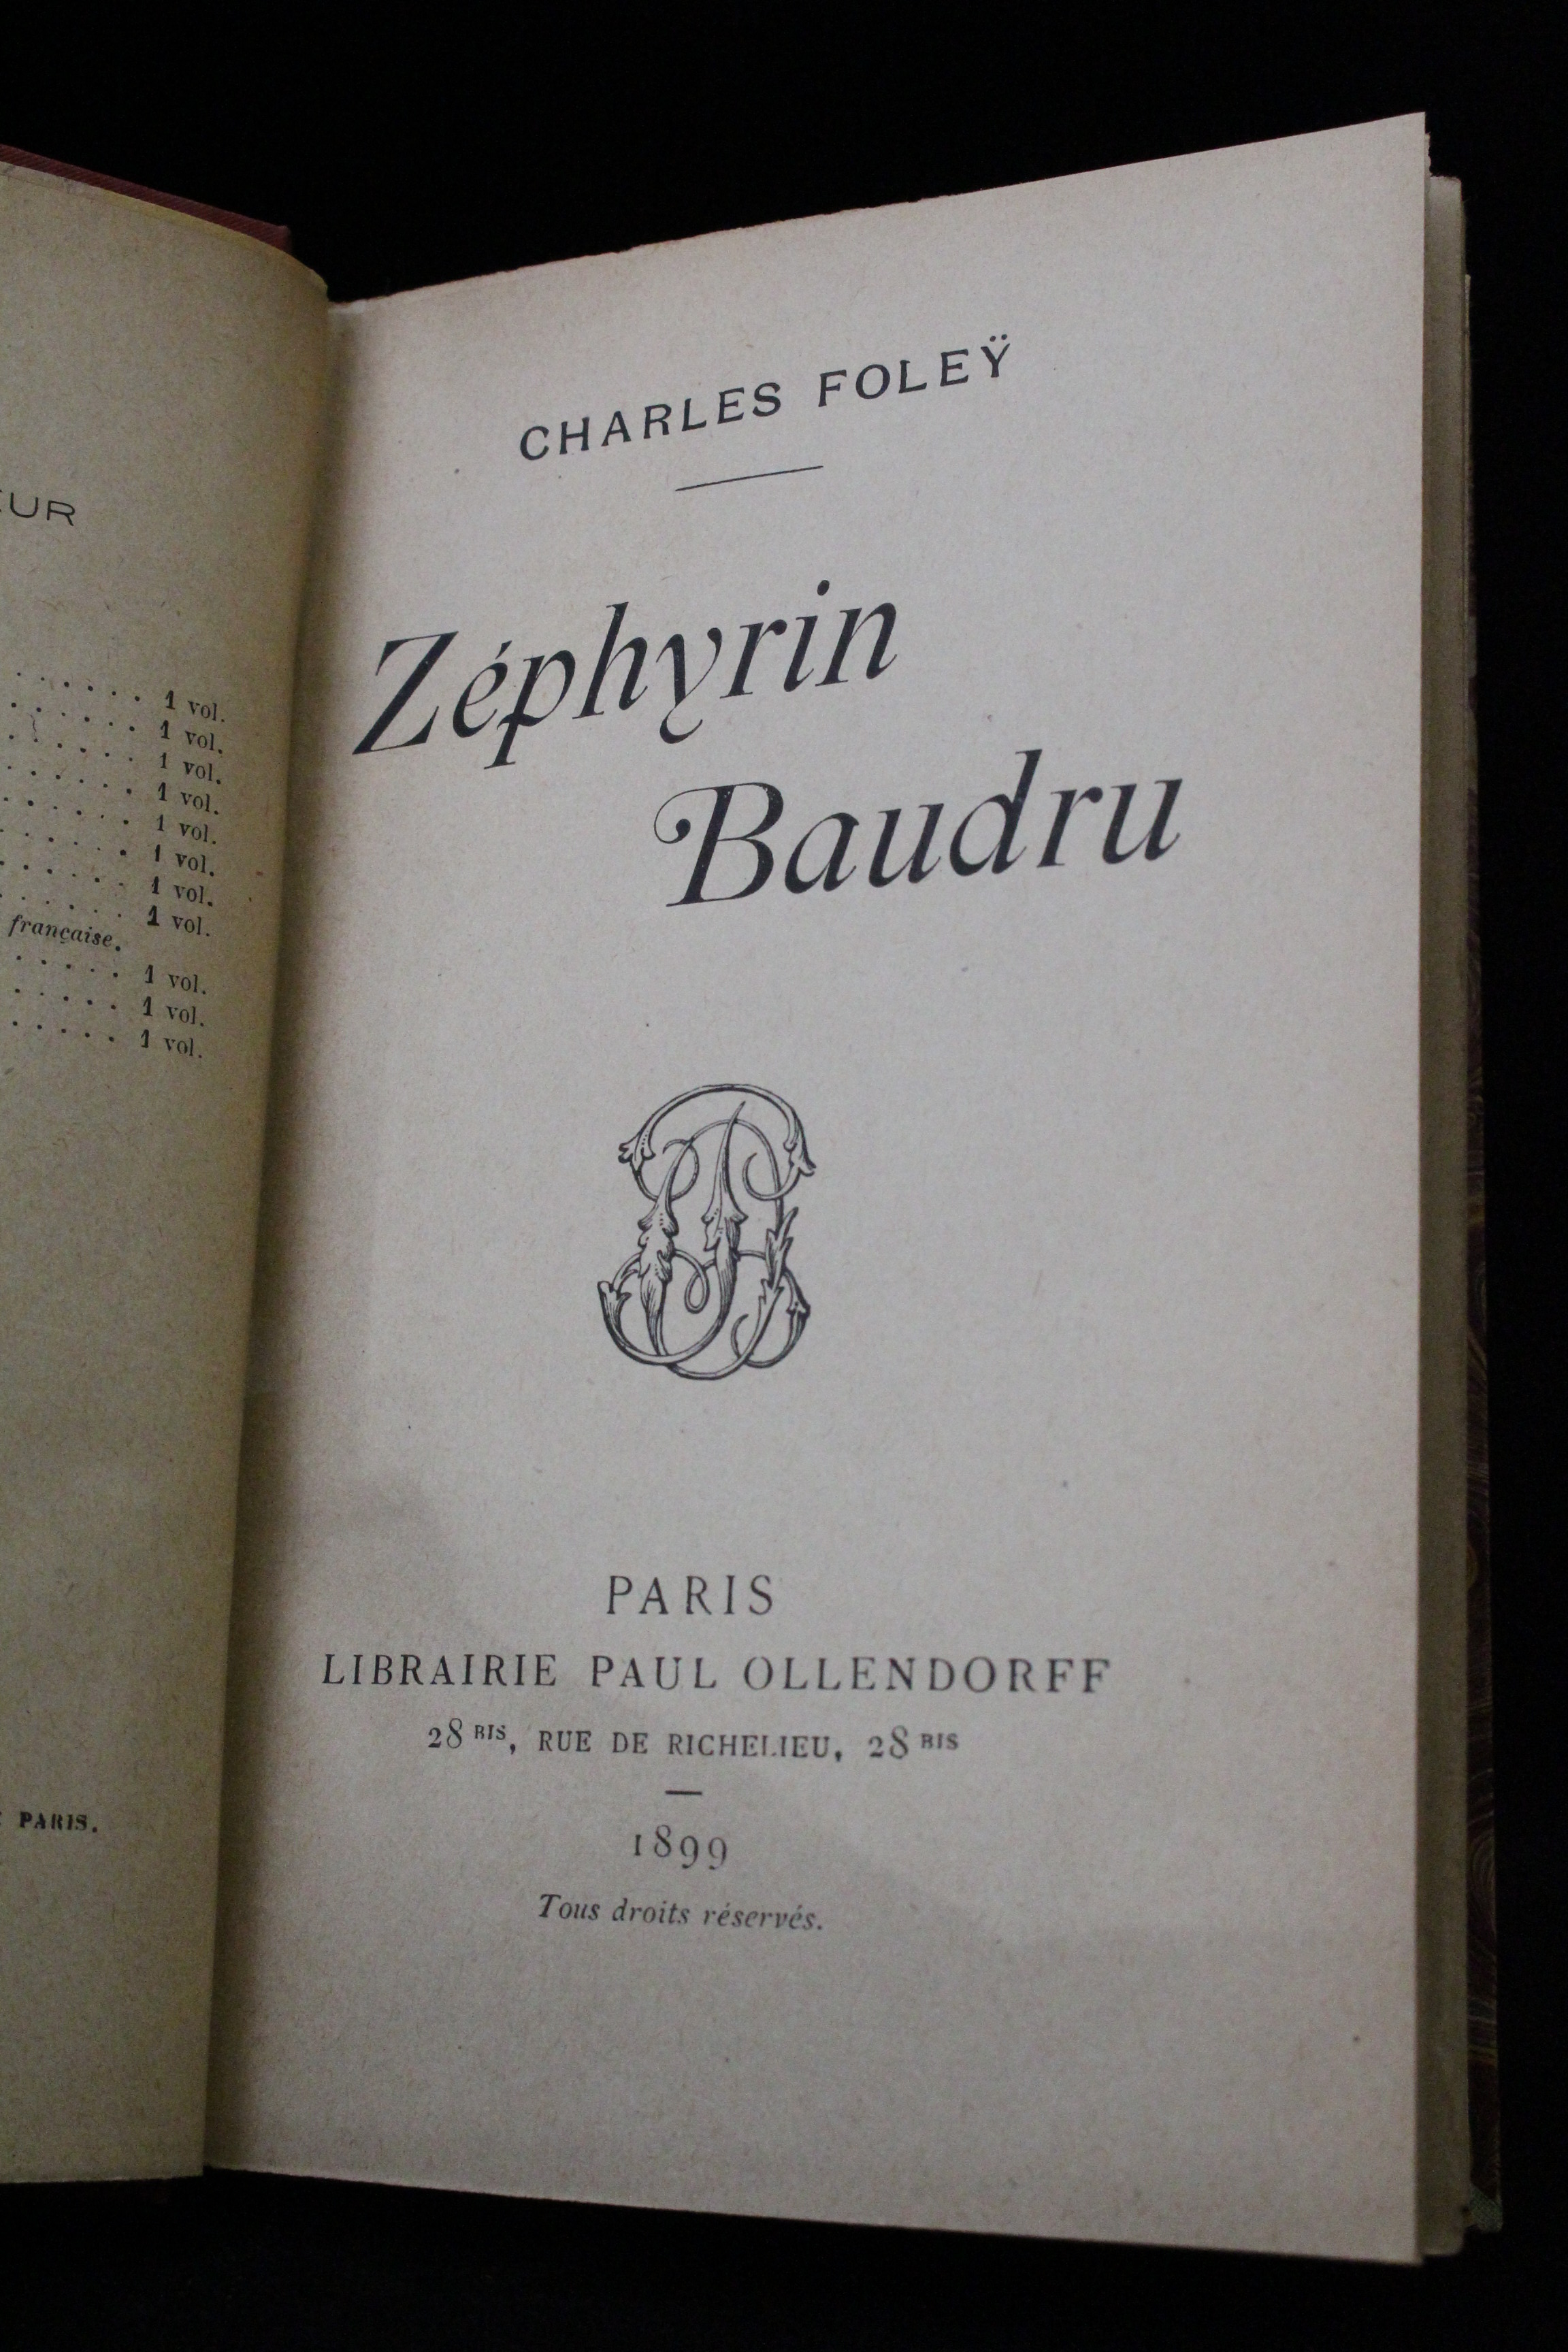 EUR
1 vol.
1 vol.
1 vol.
1 vol.
1 vol.
1 vol.
1 vol.
1 vol.
française.
1 vol.
1 vol.
1 vol.
PARIS.
CHARLES FOLEŸ
Zéphyrin
Baudru
PARIS
LIBRAIRIE PAUL OLLENDORFF
28 BIS, RUE DE RICHELIEU, 28 BIS
1899
Tous droits réservés.